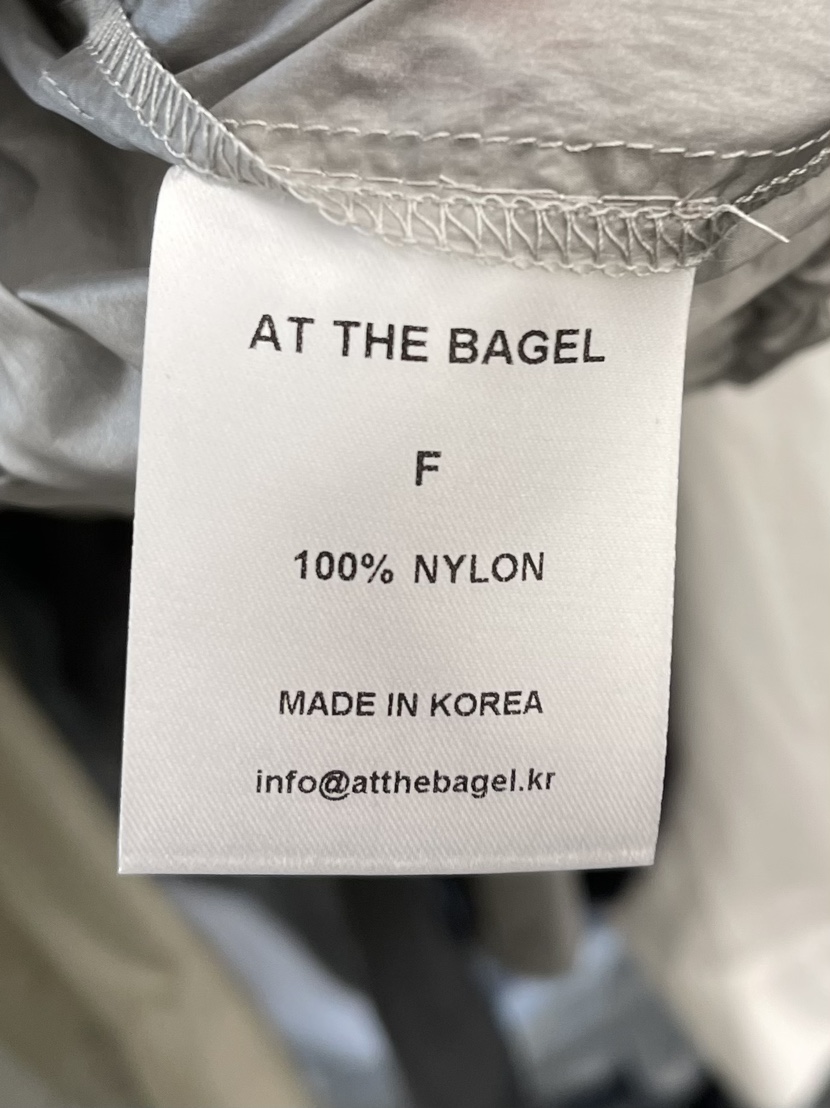 AT THE BAGEL
F
100% NYLON
MADE IN KOREA
info@atthebagel.kr